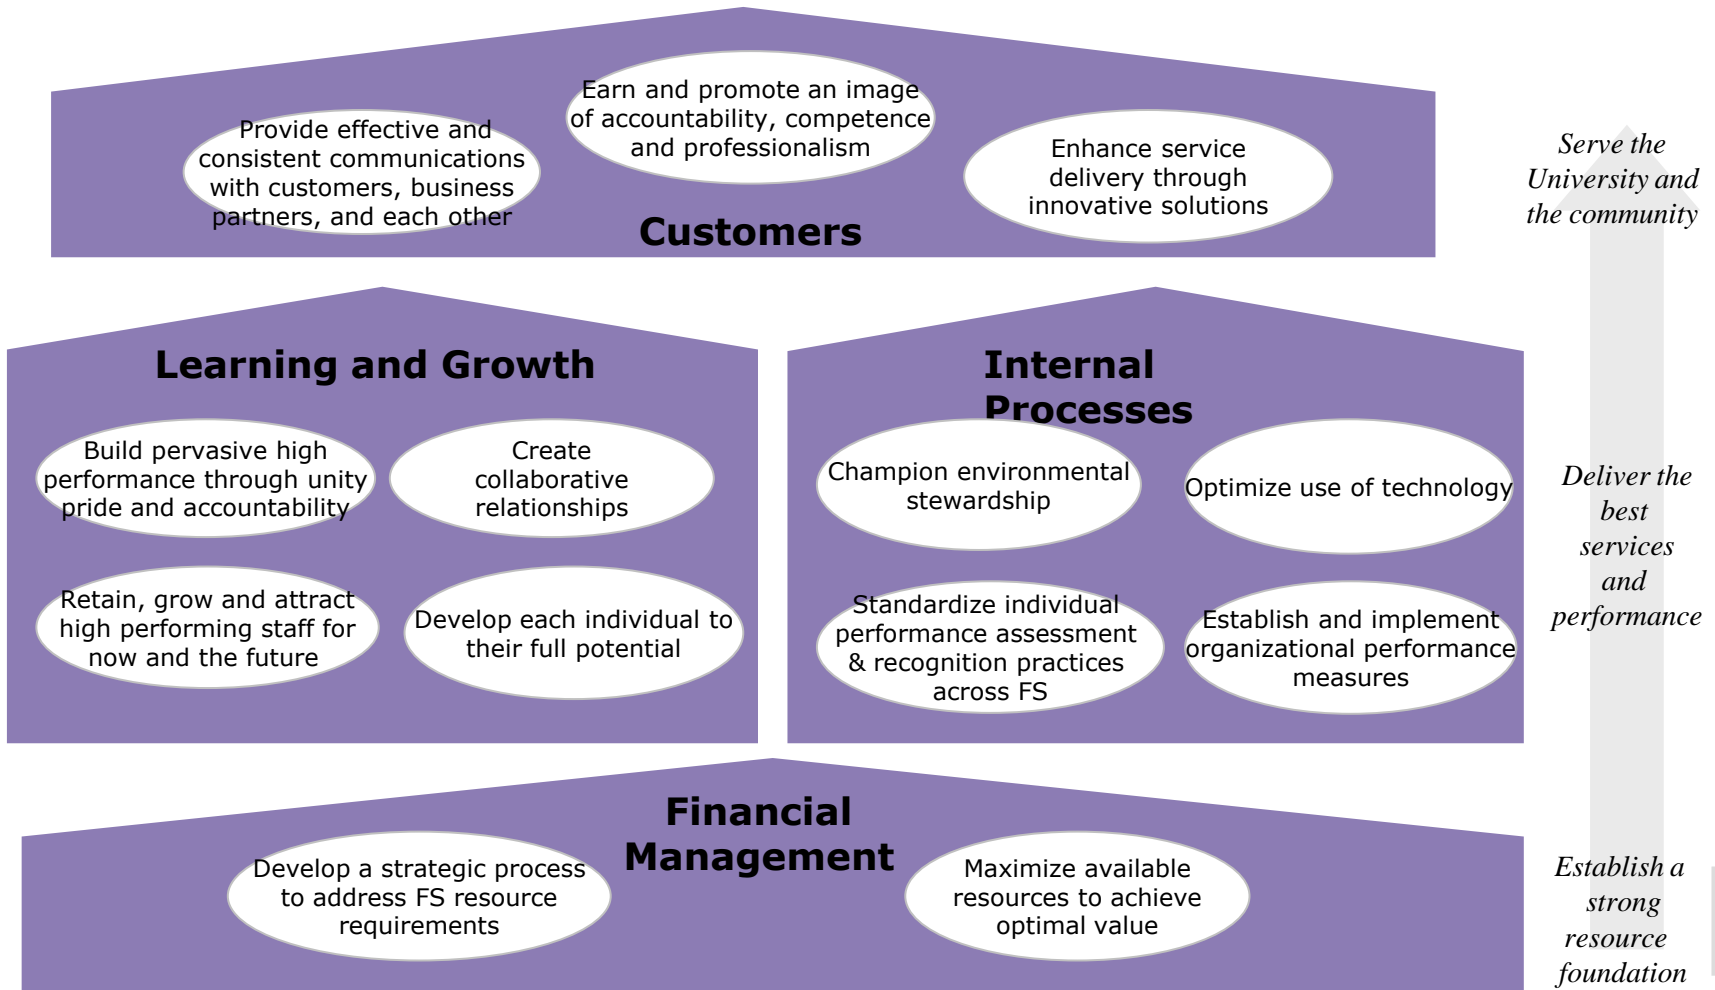 Earn and promote an image
of accountability, competence
and professionalism
Provide effective and
consistent communications
with customers, business
partners, and each other
Enhance service
delivery through
innovative solutions
Customers
Serve the
University and
the community
Learning and Growth
Build pervasive high
performance through unity
pride and accountability
Create
collaborative
relationships
Retain, grow and attract
high performing staff for
now and the future
Develop each individual to
their full potential
Internal
Processes
Champion environmental
stewardship
Optimize use of technology
Standardize individual
performance assessment
& recognition practices
across FS
Establish and implement
organizational performance
measures
Deliver the
best
services
and
performance
Financial
Management
Develop a strategic process
to address FS resource
requirements
Maximize available
resources to achieve
optimal value
Establish a
strong
resource
foundation